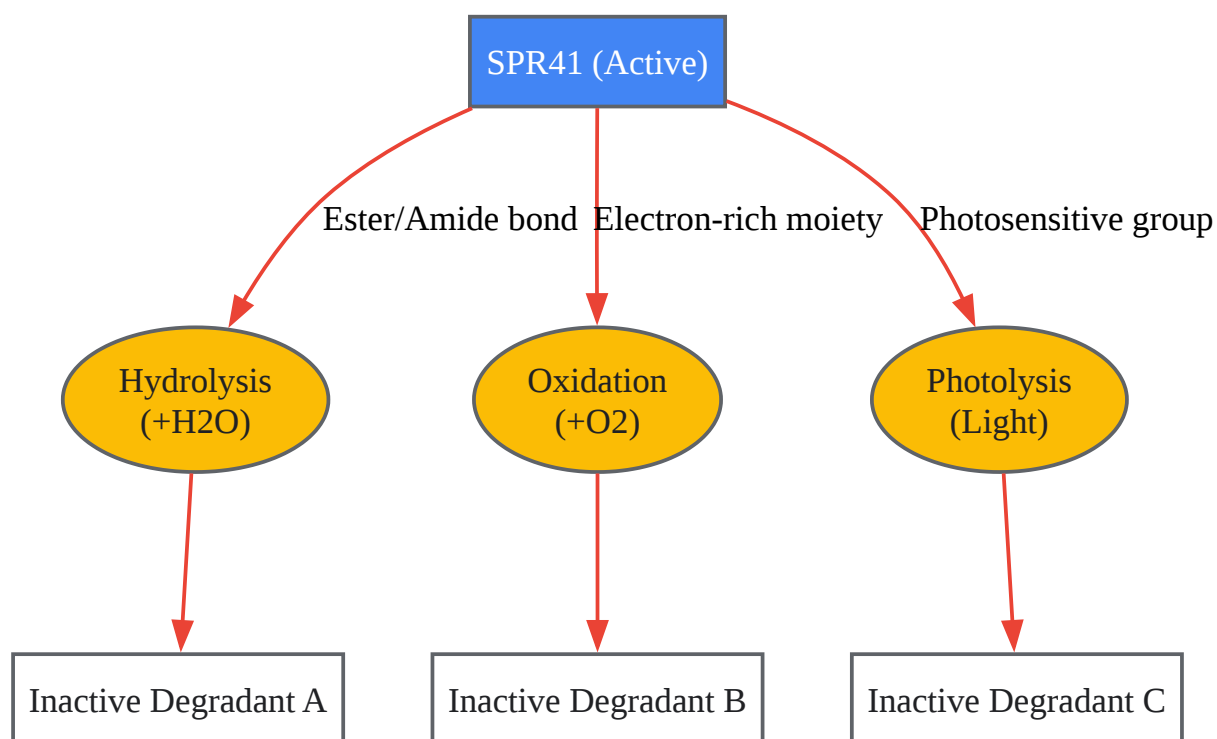 SPR41 (Active)
Ester/Amide bond
Electron-rich moiety
Photosensitive group
Hydrolysis
(+H2O)
Oxidation
(+O2)
Photolysis
(Light)
Inactive Degradant A
Inactive Degradant B
Inactive Degradant C